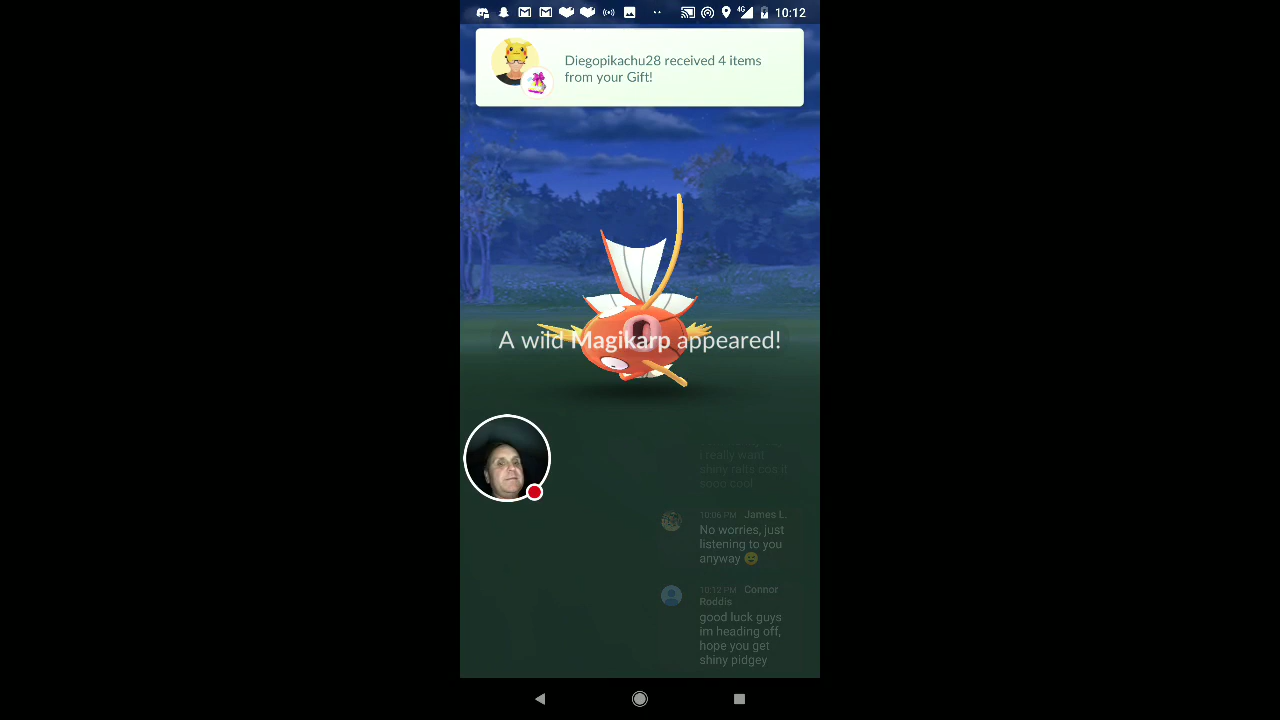 4G 10:12
Diegopikachu28 received 4 items
from your Gift!
A wild Magikarp appeared!
i really want
shiny ralts cos it
sooo cool
10:06 PM James L.
No worries, just
listening to you
anyway 😉
10:12 PM Connor
Roddis
good luck guys
im heading off,
hope you get
shiny pidgey